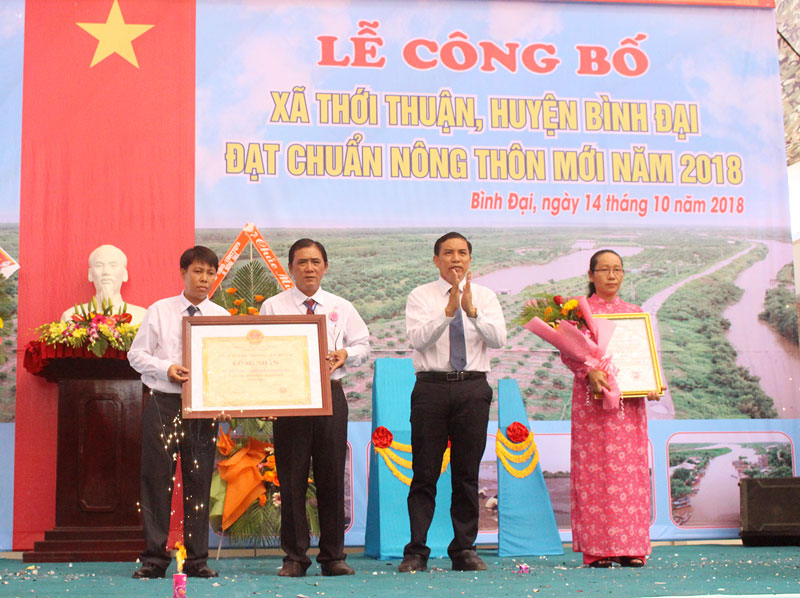 LỄ CÔNG BỐ
XÃ THỚI THUẬN, HUYỆN BÌNH ĐẠI
ĐẠT CHUẨN NÔNG THÔN MỚI NĂM 2018
Bình Đại, ngày 14 tháng 10 năm 2018